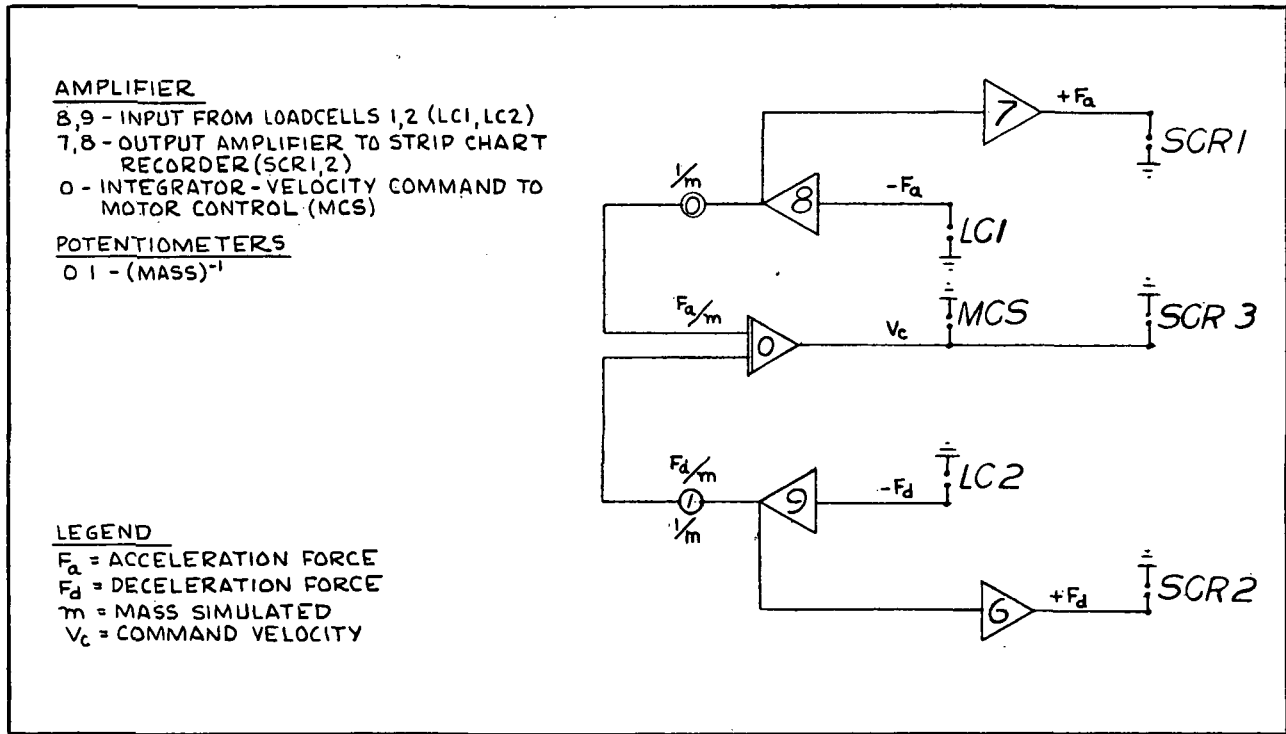 AMPLIFIER
8,9 - INPUT FROM LOADCELLS 1,2 (LC1, LC2)
7,8 - OUTPUT AMPLIFIER TO STRIP CHART
RECORDER (SCR1,2)
0 - INTEGRATOR - VELOCITY COMMAND TO
MOTOR CONTROL (MCS)
POTENTIOMETERS
0 1 - (MASS)⁻¹
7
+Fa
SCR1
1/m
0
8
-Fa
LC1
Fa/m
0
Vc
MCS
SCR 3
Fd/m
1
1/m
9
-Fd
LC2
6
+Fd
SCR2
LEGEND
Fa = ACCELERATION FORCE
Fd = DECELERATION FORCE
m = MASS SIMULATED
Vc = COMMAND VELOCITY